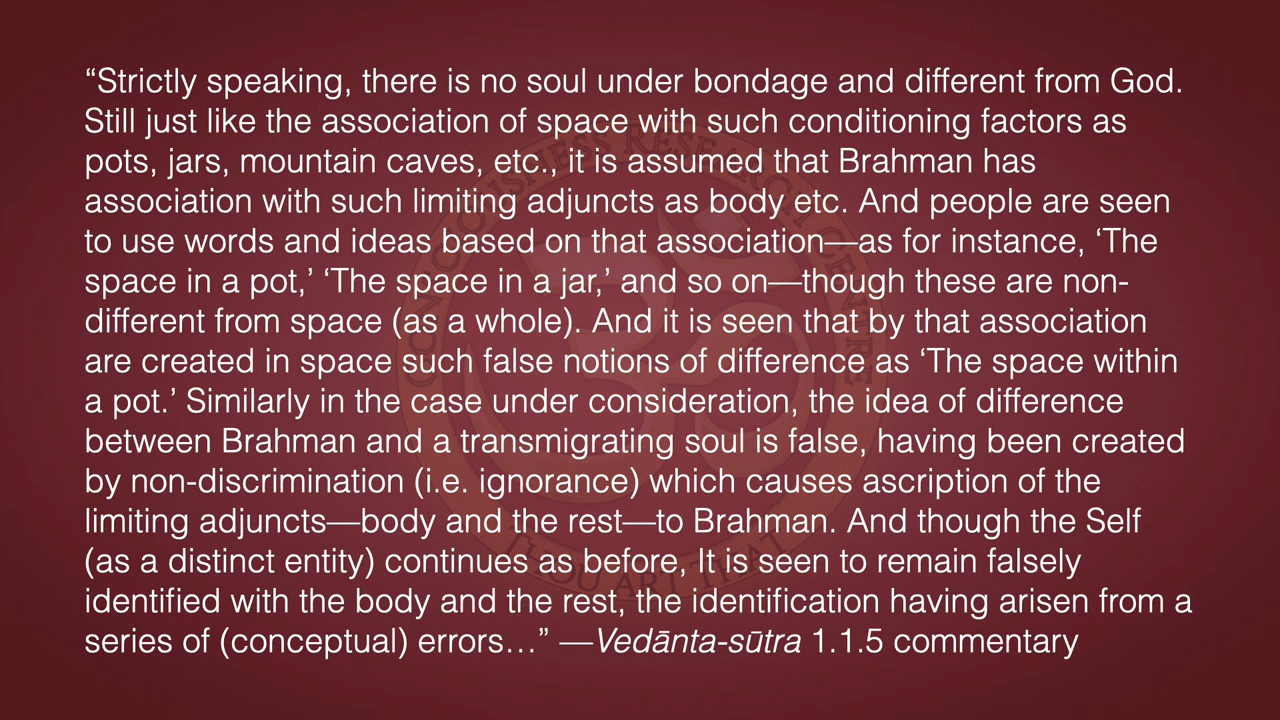 “Strictly speaking, there is no soul under bondage and different from God.
Still just like the association of space with such conditioning factors as
pots, jars, mountain caves, etc., it is assumed that Brahman has
association with such limiting adjuncts as body etc. And people are seen
to use words and ideas based on that association—as for instance, ‘The
space in a pot,’ ‘The space in a jar,’ and so on—though these are non-
different from space (as a whole). And it is seen that by that association
are created in space such false notions of difference as ‘The space within
a pot.’ Similarly in the case under consideration, the idea of difference
between Brahman and a transmigrating soul is false, having been created
by non-discrimination (i.e. ignorance) which causes ascription of the
limiting adjuncts—body and the rest—to Brahman. And though the Self
(as a distinct entity) continues as before, It is seen to remain falsely
identified with the body and the rest, the identification having arisen from a
series of (conceptual) errors…” —Vedānta-sūtra 1.1.5 commentary
THOU ART THAT